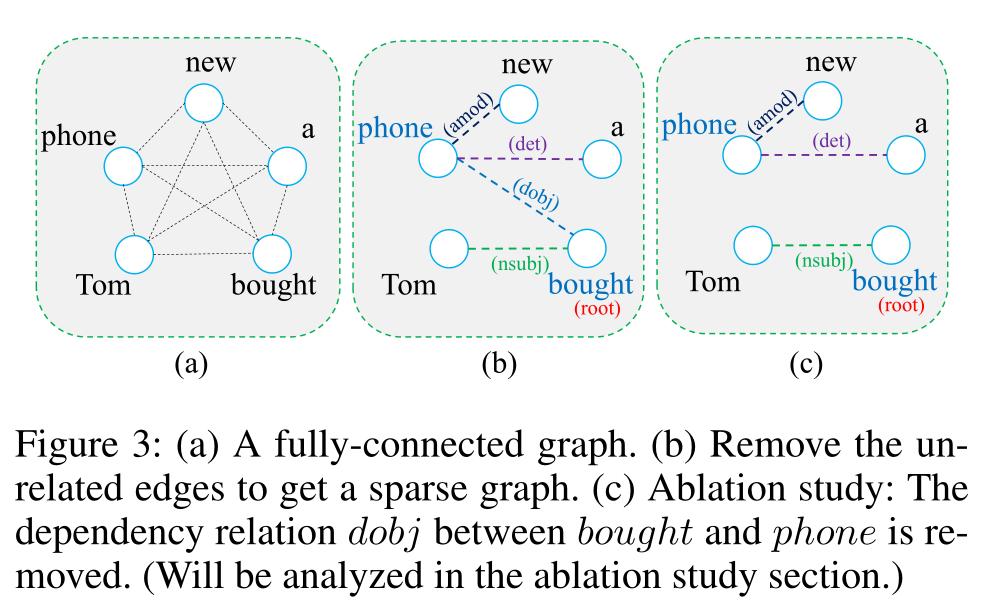 new
phone
a
Tom
bought
(a)
new
phone
(amod)
a
(det)
(dobj)
(nsubj)
Tom
bought
(root)
(b)
new
phone
(amod)
a
(det)
(nsubj)
Tom
bought
(root)
(c)
Figure 3: (a) A fully-connected graph. (b) Remove the un-
related edges to get a sparse graph. (c) Ablation study: The
dependency relation dobj between bought and phone is re-
moved. (Will be analyzed in the ablation study section.)